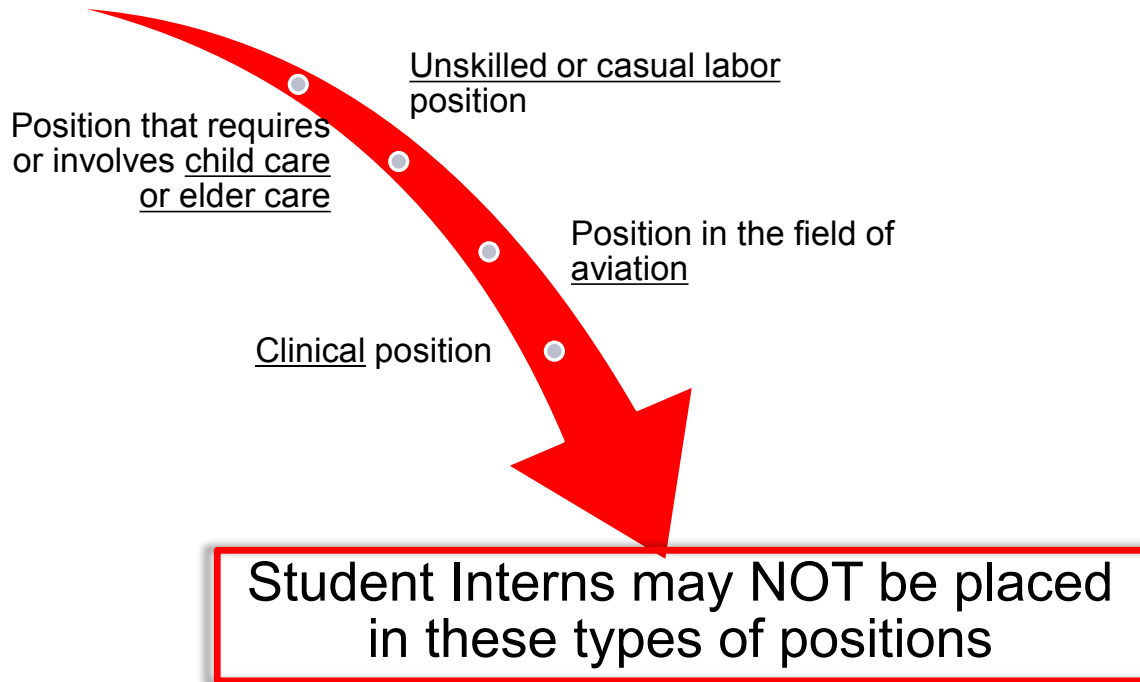 Unskilled or casual labor
position
Position that requires
or involves child care
or elder care
Position in the field of
aviation
Clinical position
Student Interns may NOT be placed
in these types of positions